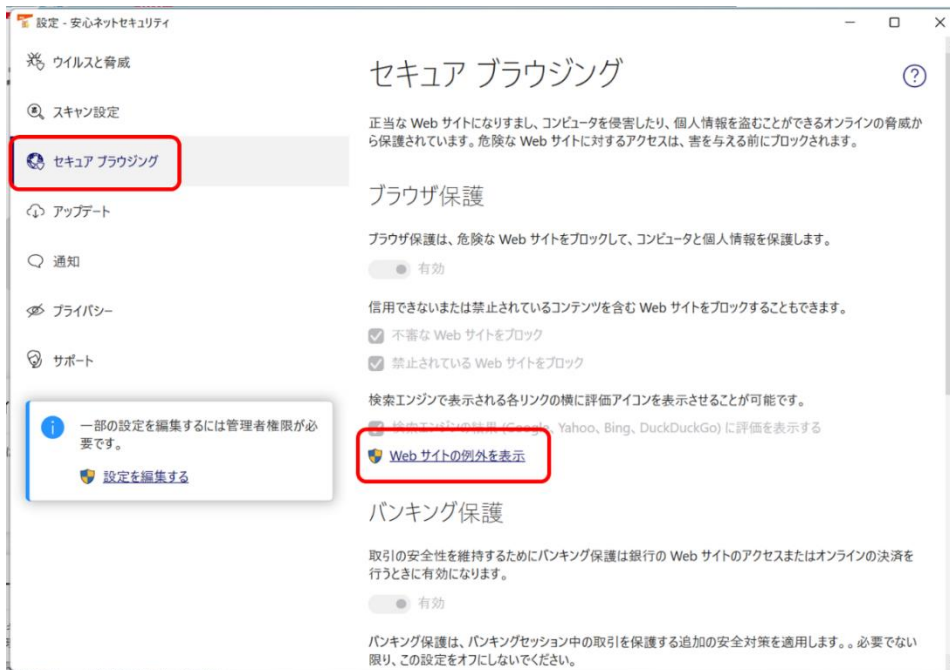 設定 - 安心ネットセキュリティ
ウイルスと脅威
スキャン設定
セキュア ブラウジング
アップデート
通知
プライバシー
サポート
一部の設定を編集するには管理者権限が必
要です。
設定を編集する
セキュア ブラウジング
正当な Web サイトになりすまし、コンピュータを侵害したり、個人情報を盗むことができるオンラインの脅威か
ら保護されています。危険な Web サイトに対するアクセスは、害を与える前にブロックされます。
ブラウザ保護
ブラウザ保護は、危険な Web サイトをブロックして、コンピュータと個人情報を保護します。
有効
信用できないまたは禁止されているコンテンツを含む Web サイトをブロックすることもできます。
不審な Web サイトをブロック
禁止されている Web サイトをブロック
検索エンジンで表示される各リンクの横に評価アイコンを表示させることが可能です。
検索エンジンの結果 (Google、Yahoo、Bing、DuckDuckGo) に評価を表示する
Web サイトの例外を表示
バンキング保護
取引の安全性を維持するためにバンキング保護は銀行の Web サイトのアクセスまたはオンラインの決済を
行うときに有効になります。
有効
バンキング保護は、バンキングセッション中の取引を保護する追加の安全対策を適用します。。必要でない
限り、この設定をオフにしないでください。